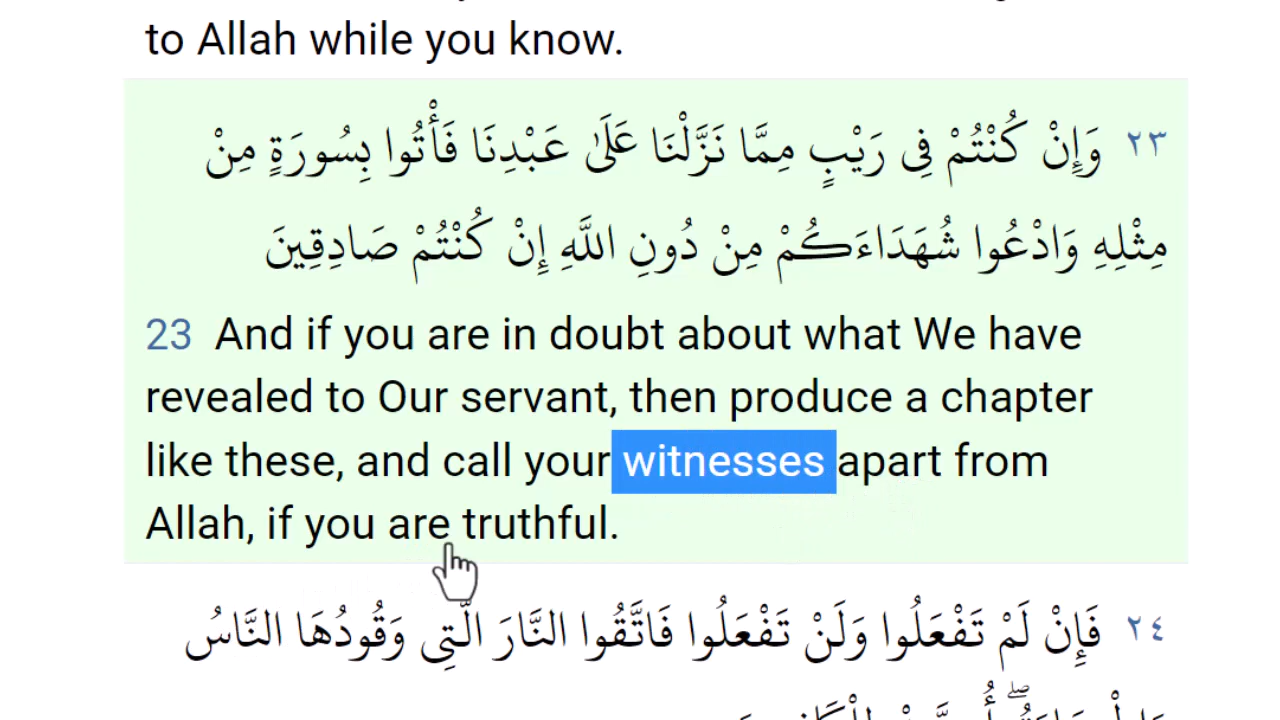 to Allah while you know.
٢٣ وَإِنْ كُنْتُمْ فِي رَيْبٍ مِمَّا نَزَّلْنَا عَلَىٰ عَبْدِنَا فَأْتُوا بِسُورَةٍ مِنْ
مِثْلِهِ وَادْعُوا شُهَدَاءَكُمْ مِنْ دُونِ اللَّهِ إِنْ كُنْتُمْ صَادِقِينَ
23 And if you are in doubt about what We have
revealed to Our servant, then produce a chapter
like these, and call your witnesses apart from
Allah, if you are truthful.
٢٤ فَإِنْ لَمْ تَفْعَلُوا وَلَنْ تَفْعَلُوا فَاتَّقُوا النَّارَ الَّتِي وَقُودُهَا النَّاسُ